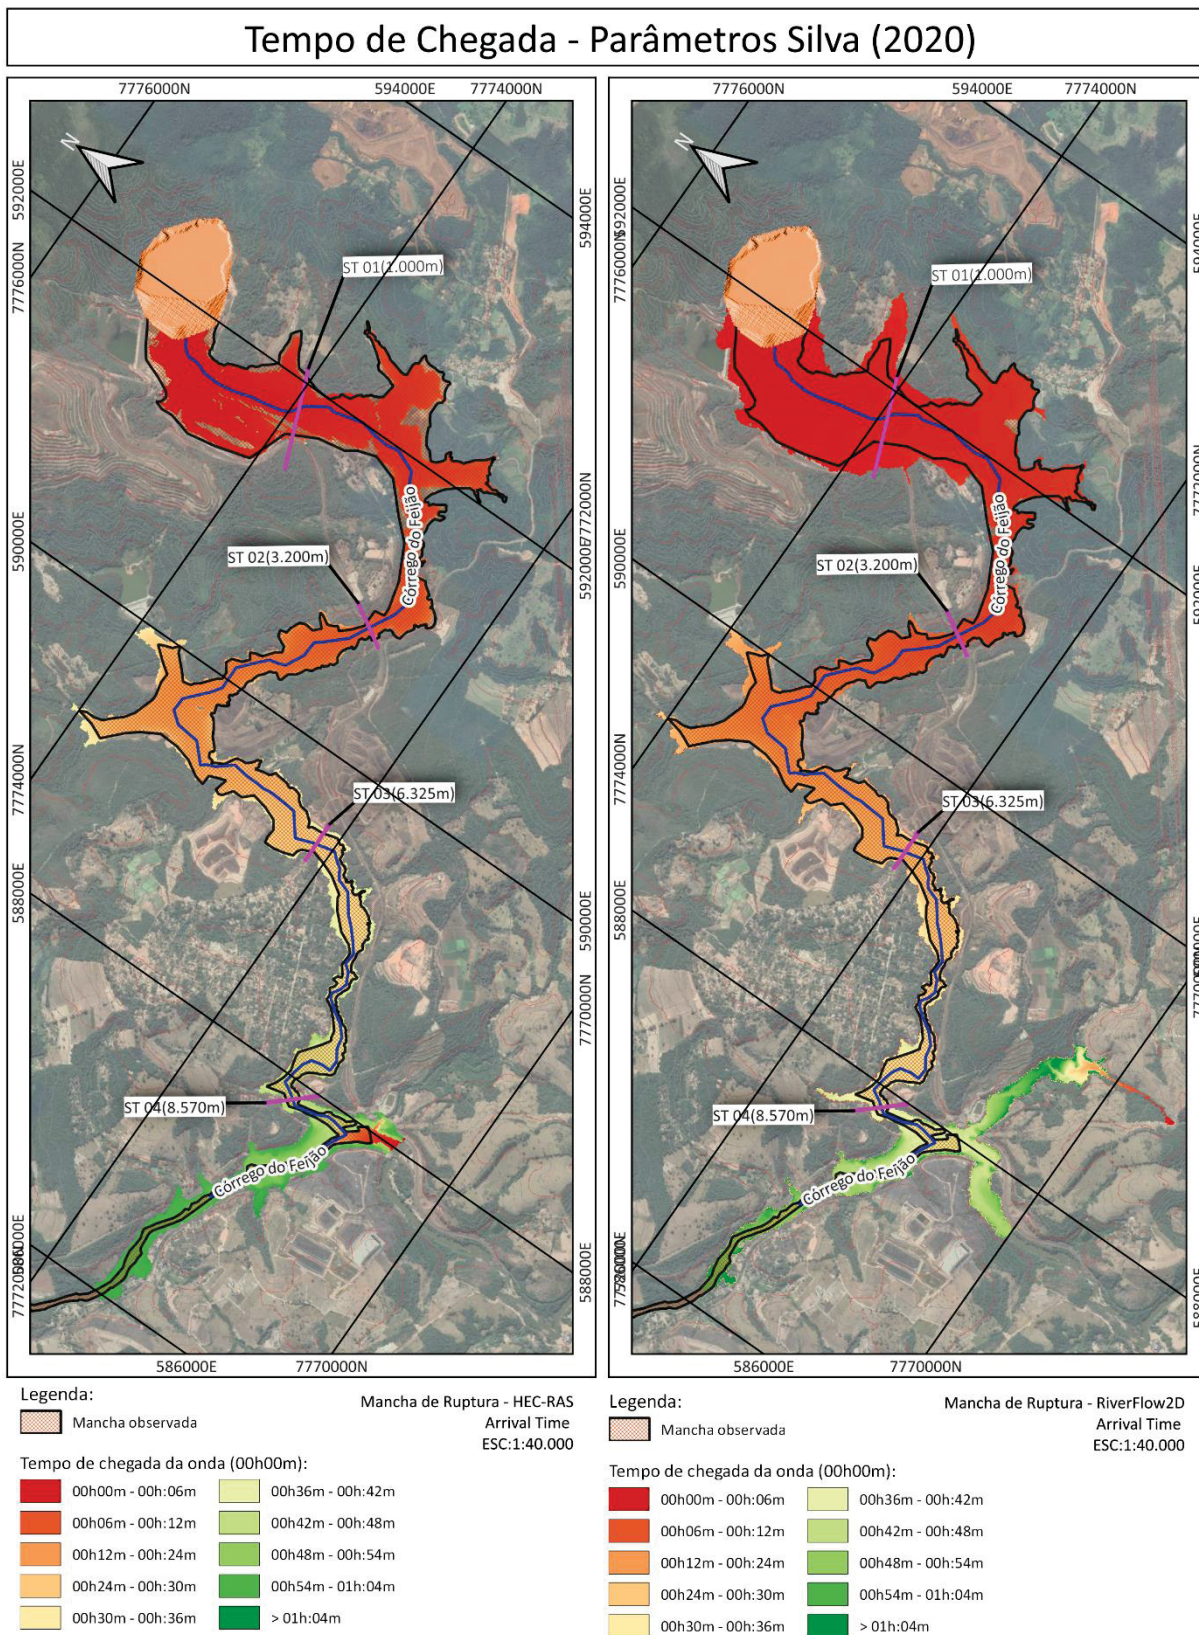 Tempo de Chegada - Parâmetros Silva (2020)
7776000N
594000E
7774000N
N
592000E
7776000N
594000E
ST 01(1.000m)
Córrego do Feijão
ST 02(3.200m)
7772000N
592000E
590000E
7774000N
ST 03(6.325m)
588000E
590000E
7770000N
ST 04(8.570m)
Córrego do Feijão
588000E
7772000N
586000E
7770000N
Legenda:
Mancha observada
Mancha de Ruptura - HEC-RAS
Arrival Time
ESC:1:40.000
Tempo de chegada da onda (00h00m):
00h00m - 00h:06m
00h06m - 00h:12m
00h12m - 00h:24m
00h24m - 00h:30m
00h30m - 00h:36m
00h36m - 00h:42m
00h42m - 00h:48m
00h48m - 00h:54m
00h54m - 01h:04m
> 01h:04m
7776000N
594000E
7774000N
N
592000E
7776000N
ST 01(1.000m)
Córrego do Feijão
ST 02(3.200m)
590000E
7774000N
ST 03(6.325m)
588000E
ST 04(8.570m)
Córrego do Feijão
586000E
7770000N
Legenda:
Mancha observada
Mancha de Ruptura - RiverFlow2D
Arrival Time
ESC:1:40.000
Tempo de chegada da onda (00h00m):
00h00m - 00h:06m
00h06m - 00h:12m
00h12m - 00h:24m
00h24m - 00h:30m
00h30m - 00h:36m
00h36m - 00h:42m
00h42m - 00h:48m
00h48m - 00h:54m
00h54m - 01h:04m
> 01h:04m